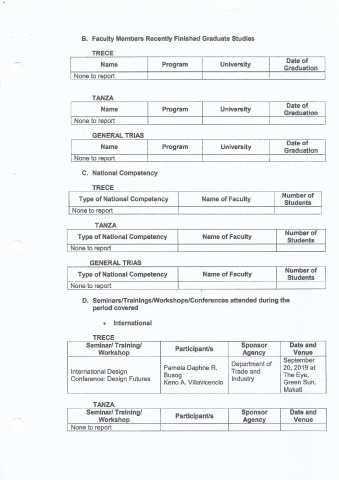 B. Faculty Members Recently Finished Graduate Studies
TRECE
Name Program University Date of Graduation
None to report
TANZA
Name Program University Date of Graduation
None to report
GENERAL TRIAS
Name Program University Date of Graduation
None to report
C. National Competency
TRECE
Type of National Competency Name of Faculty Number of Students
None to report
TANZA
Type of National Competency Name of Faculty Number of Students
None to report
GENERAL TRIAS
Type of National Competency Name of Faculty Number of Students
None to report
D. Seminars/Trainings/Workshops/Conferences attended during the
period covered
• International
TRECE
Seminar/ Training/ Workshop Participant/s Sponsor Agency Date and Venue
International Design Conference: Design Futures Pamela Daphne R. Busog Keno A. Villavicencio Department of Trade and Industry September 20, 2019 at The Eye, Green Sun, Makati
TANZA
Seminar/ Training/ Workshop Participant/s Sponsor Agency Date and Venue
None to report